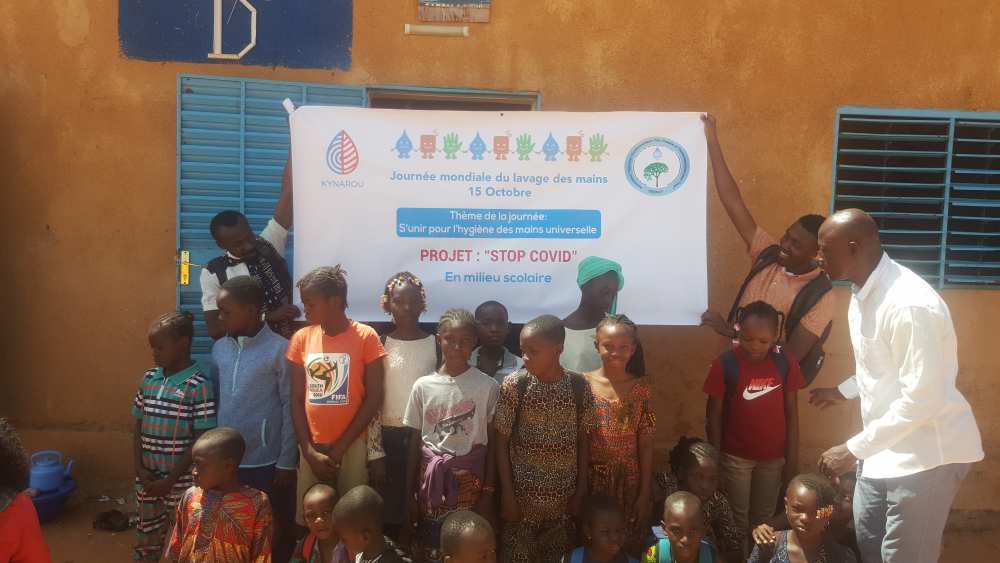 B
KYNAROU
Journée mondiale du lavage des mains
15 Octobre
Thème de la journée:
S'unir pour l'hygiène des mains universelle
PROJET : "STOP COVID"
En milieu scolaire
SOUTH AFRICA
FIFA